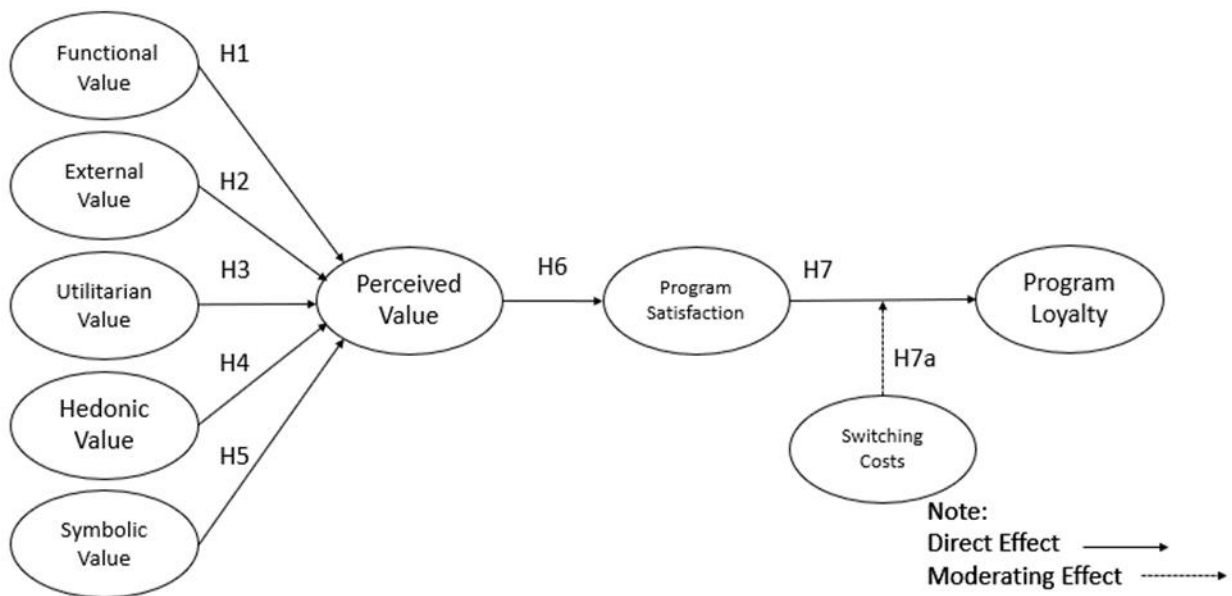 Functional
Value
H1
External
Value
H2
Utilitarian
Value
H3
Hedonic
Value
H4
Symbolic
Value
H5
Perceived
Value
H6
Program
Satisfaction
H7
Program
Loyalty
H7a
Switching
Costs
Note:
Direct Effect
Moderating Effect